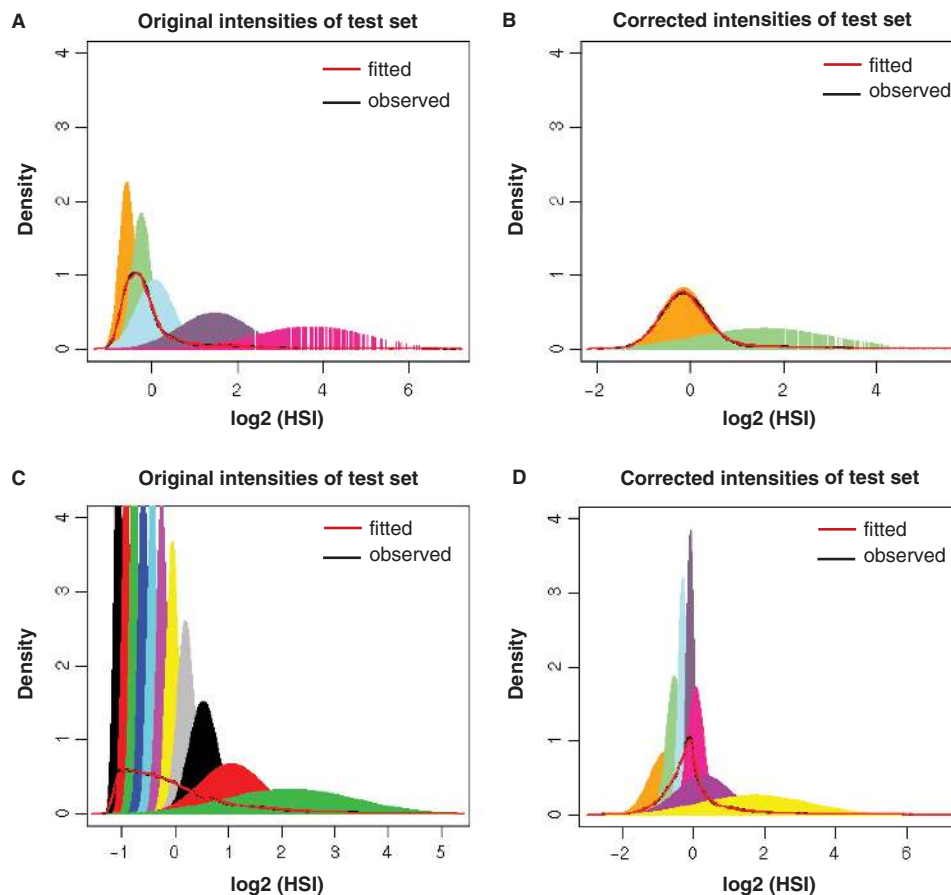 A
Original intensities of test set
4
3
2
1
0
Density
fitted
observed
0 2 4 6
log2 (HSI)
B
Corrected intensities of test set
4
3
2
1
0
Density
fitted
observed
−2 0 2 4
log2 (HSI)
C
Original intensities of test set
4
3
2
1
0
Density
fitted
observed
−1 0 1 2 3 4 5
log2 (HSI)
D
Corrected intensities of test set
4
3
2
1
0
Density
fitted
observed
−2 0 2 4 6
log2 (HSI)